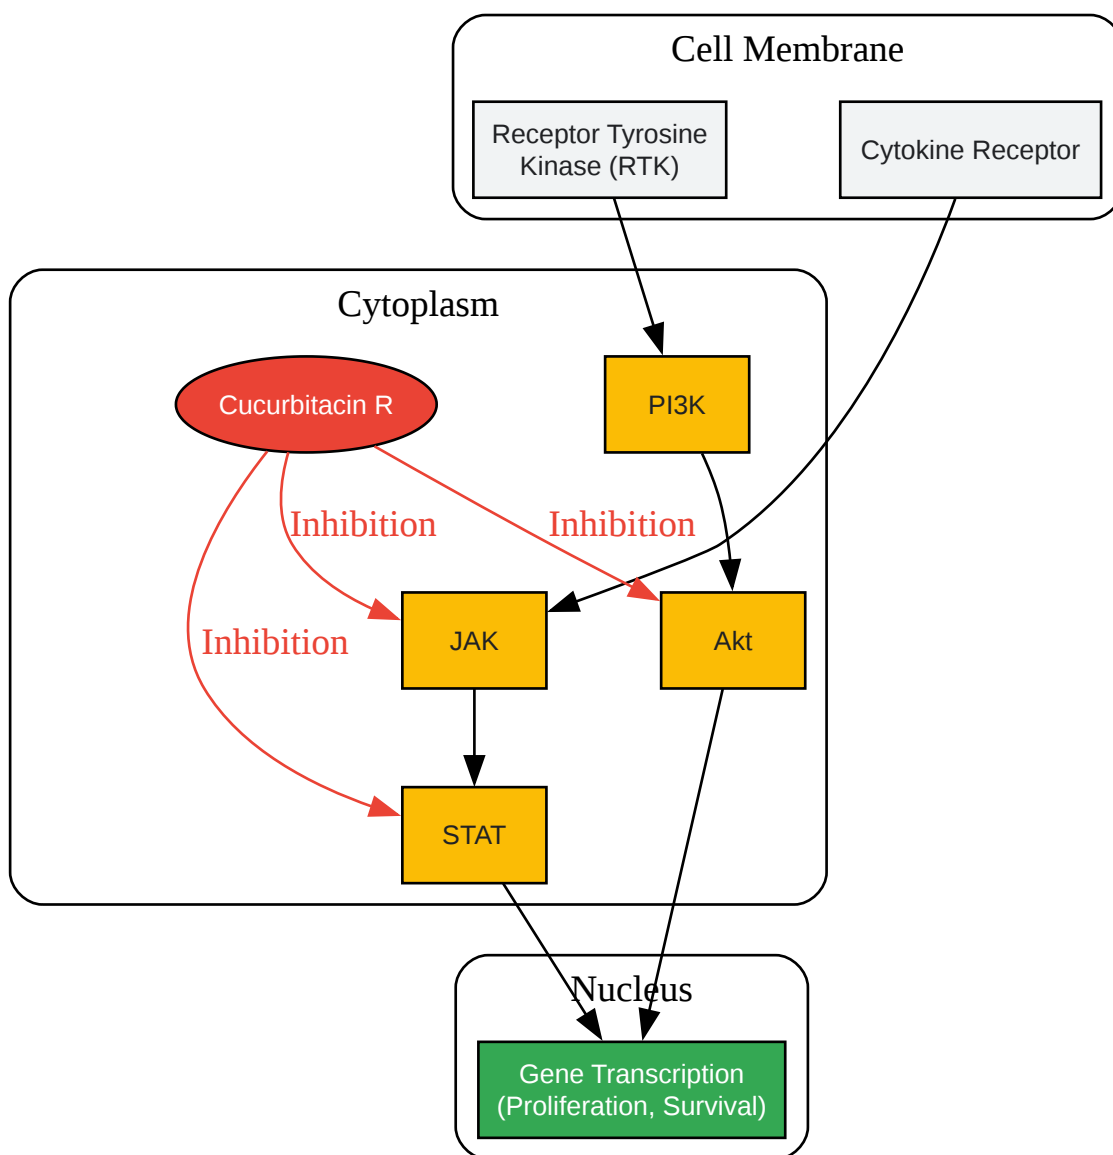 Cell Membrane
Receptor Tyrosine
Kinase (RTK)
Cytokine Receptor
Cytoplasm
Cucurbitacin R
PI3K
Inhibition
Inhibition
Inhibition
JAK
Akt
STAT
Nucleus
Gene Transcription
(Proliferation, Survival)